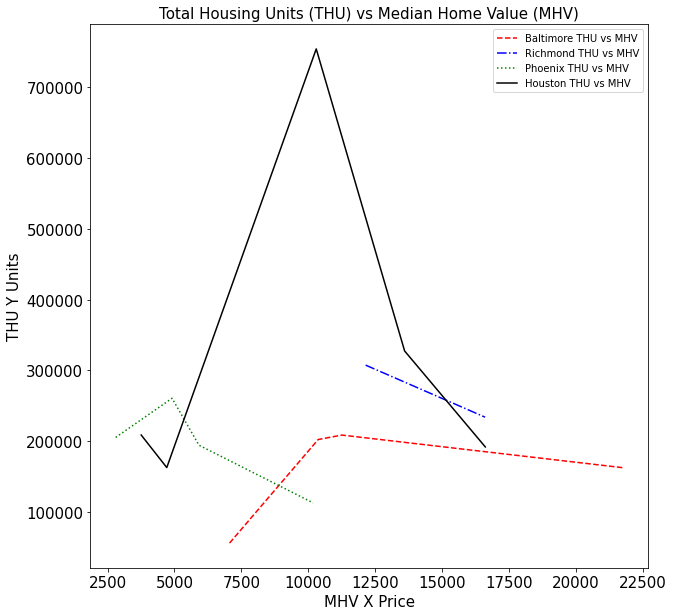 Total Housing Units (THU) vs Median Home Value (MHV)
Baltimore THU vs MHV
Richmond THU vs MHV
Phoenix THU vs MHV
Houston THU vs MHV
700000
600000
500000
400000
300000
200000
100000
THU Y Units
2500 5000 7500 10000 12500 15000 17500 20000 22500
MHV X Price